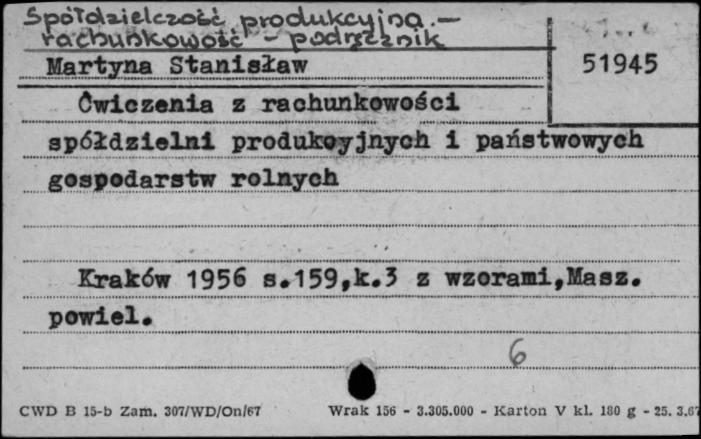 Spółdzielczość produkcyjna. —
rachunkowość - podręcznik
Martyna Stanisław
51945
Ćwiczenia z rachunkowości
spółdzielni produkcyjnych i państwowych
gospodarstw rolnych
Kraków 1956 s.159,k.3 z wzorami,Masz.
powiel.
6
CWD B 15-b Zam. 307/WD/On/67 Wrak 156 - 3.305.000 - Karton V kl. 180 g - 25. 3.67